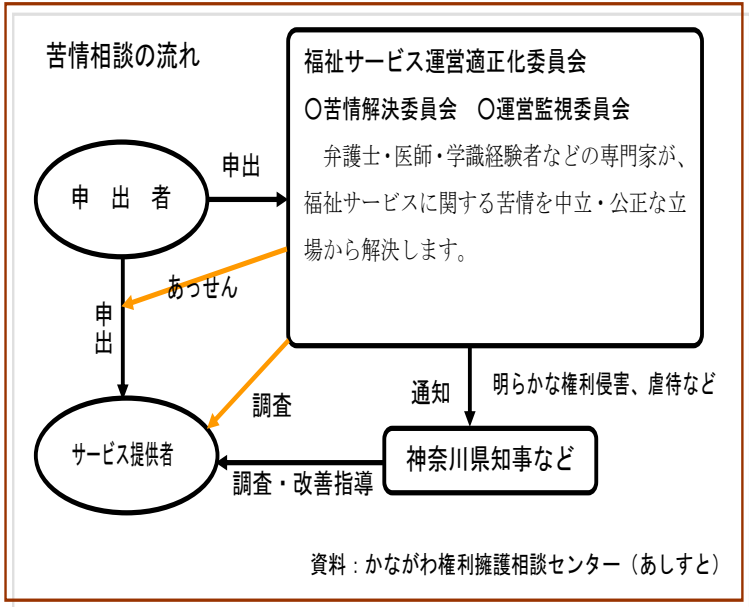 苦情相談の流れ
福祉サービス運営適正化委員会
〇苦情解決委員会　〇運営監視委員会
弁護士・医師・学識経験者などの専門家が、
福祉サービスに関する苦情を中立・公正な立
場から解決します。
申　出　者
申出
あっせん
申出
調査
通知
明らかな権利侵害、虐待など
サービス提供者
神奈川県知事など
調査・改善指導
資料：かながわ権利擁護相談センター（あしすと）